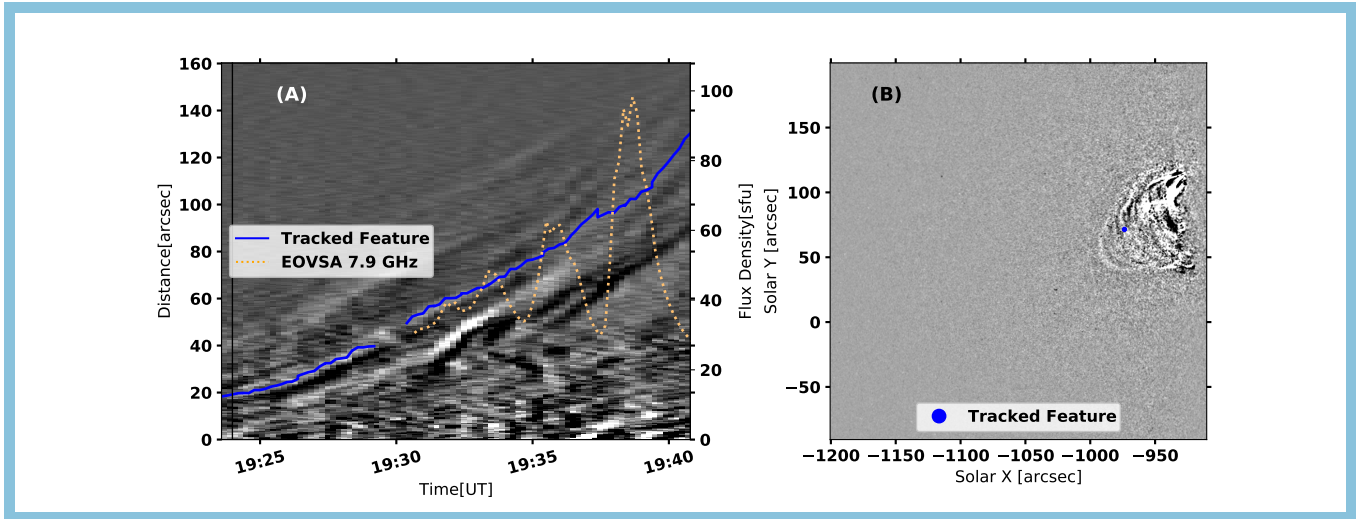 (A)
160
140
120
100
80
60
40
20
0
Distance[arcsec]
Tracked Feature
EOVSA 7.9 GHz
19:25
19:30
19:35
19:40
Time[UT]
100
80
60
40
20
0
Flux Density[sfu]
(B)
150
100
50
0
−50
Solar Y [arcsec]
Tracked Feature
−1200 −1150 −1100 −1050 −1000 −950
Solar X [arcsec]